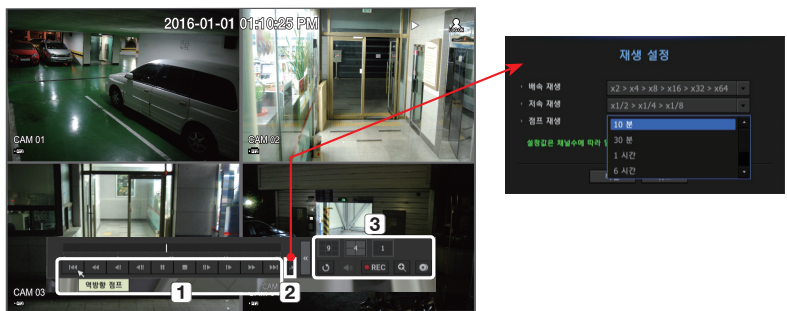 2016-01-01 01:10:25 PM
CAM 01
CAM 02
CAM 03
역방향 점프
1
2
3
9
4
1
REC
재생 설정
배속 재생
x2 > x4 > x8 > x16 > x32 > x64
저속 재생
x1/2 > x1/4 > x1/8
점프 재생
10 분
30 분
1 시간
6 시간
설정값은 채널수에 따라